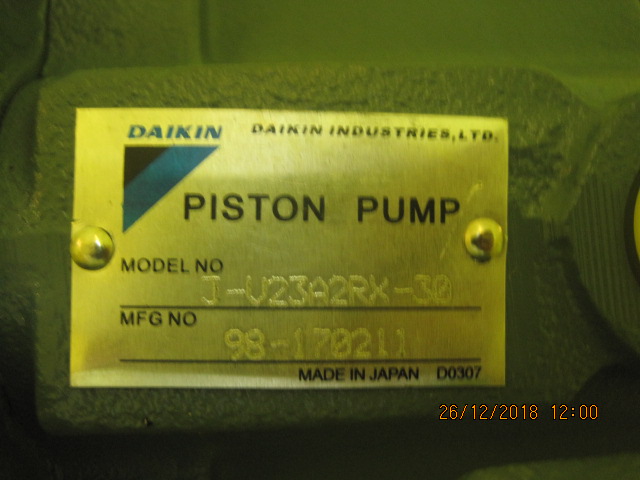 DAIKIN DAIKIN INDUSTRIES, LTD.
PISTON PUMP
MODEL NO J-V23A2RX-30
MFG NO 98-170211
MADE IN JAPAN D0307
26/12/2018 12:00